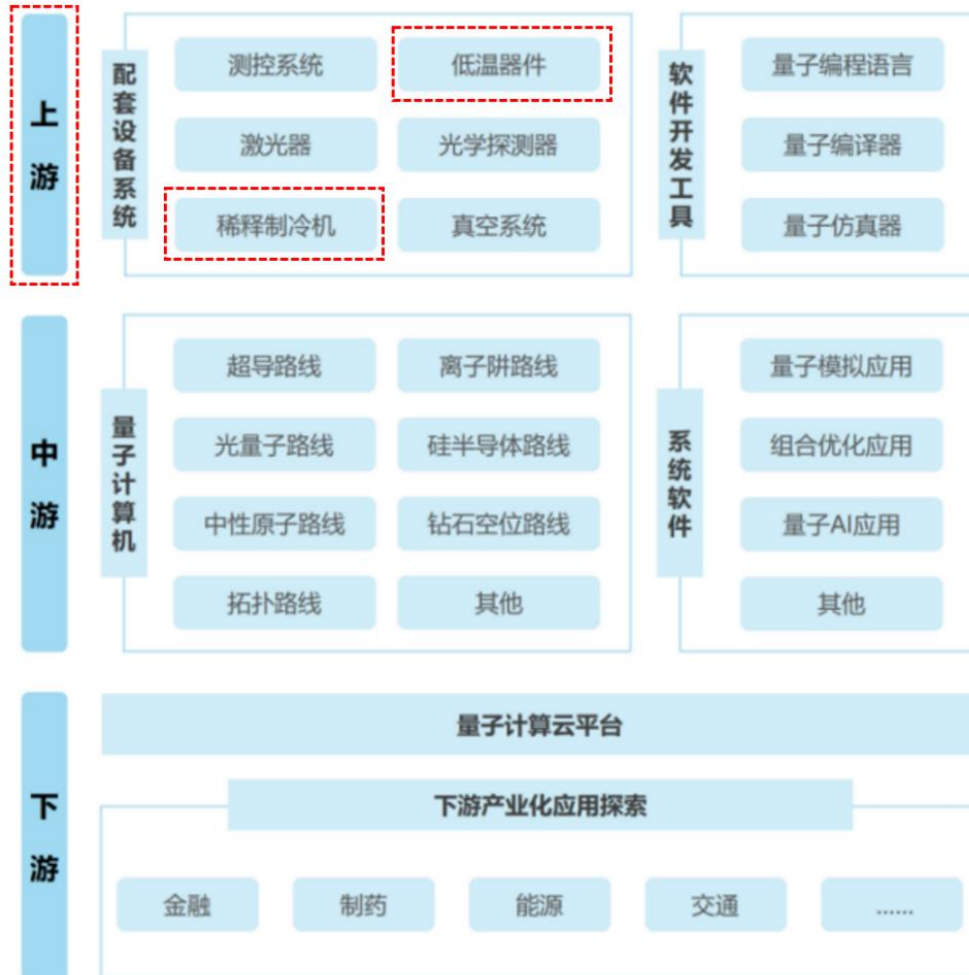 上游
配套设备系统
测控系统
低温器件
激光器
光学探测器
稀释制冷机
真空系统
软件开发工具
量子编程语言
量子编译器
量子仿真器
中游
量子计算机
超导路线
离子阱路线
光量子路线
硅半导体路线
中性原子路线
钻石空位路线
拓扑路线
其他
系统软件
量子模拟应用
组合优化应用
量子AI应用
其他
下游
量子计算云平台
下游产业化应用探索
金融
制药
能源
交通
......